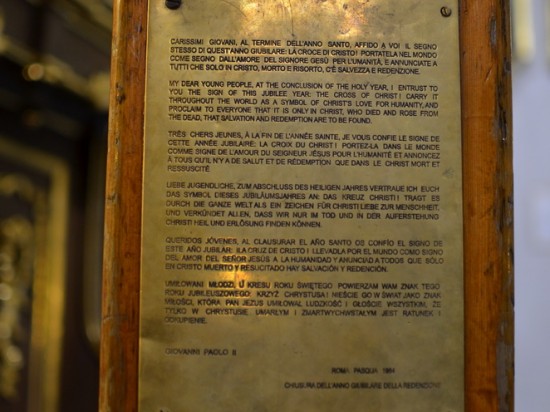 CARISSIMI GIOVANI, AL TERMINE DELL'ANNO SANTO, AFFIDO A VOI IL SEGNO
STESSO DI QUEST'ANNO GIUBILARE: LA CROCE DI CRISTO! PORTATELA NEL MONDO
COME SEGNO DELL'AMORE DEL SIGNORE GESÙ PER L'UMANITÀ, E ANNUNCIATE A
TUTTI CHE SOLO IN CRISTO, MORTO E RISORTO, C'È SALVEZZA E REDENZIONE.
MY DEAR YOUNG PEOPLE, AT THE CONCLUSION OF THE HOLY YEAR, I ENTRUST TO
YOU THE SIGN OF THIS JUBILEE YEAR: THE CROSS OF CHRIST! CARRY IT
THROUGHOUT THE WORLD AS A SYMBOL OF CHRIST'S LOVE FOR HUMANITY, AND
PROCLAIM TO EVERYONE THAT IT IS ONLY IN CHRIST, WHO DIED AND ROSE FROM
THE DEAD, THAT SALVATION AND REDEMPTION ARE TO BE FOUND.
TRÈS CHERS JEUNES, À LA FIN DE L'ANNÉE SAINTE, JE VOUS CONFIE LE SIGNE DE
CETTE ANNÉE JUBILAIRE: LA CROIX DU CHRIST! PORTEZ-LA DANS LE MONDE
COMME SIGNE DE L'AMOUR DU SEIGNEUR JÉSUS POUR L'HUMANITÉ ET ANNONCEZ
À TOUS QU'IL N'Y A DE SALUT ET DE RÉDEMPTION QUE DANS LE CHRIST MORT ET
RESSUSCITÉ
LIEBE JUGENDLICHE, ZUM ABSCHLUSS DES HEILIGEN JAHRES VERTRAUE ICH EUCH
DAS SYMBOL DIESES JUBILÄUMSJAHRES AN: DAS KREUZ CHRISTI! TRAGT ES
DURCH DIE GANZE WELT ALS EIN ZEICHEN FÜR CHRISTI LIEBE ZUR MENSCHHEIT
UND VERKÜNDET ALLEN, DASS WIR NUR IM TOD UND IN DER AUFERSTEHUNG
CHRISTI HEIL UND ERLÖSUNG FINDEN KÖNNEN.
QUERIDOS JÓVENES, AL CLAUSURAR EL AÑO SANTO OS CONFÍO EL SIGNO DE
ESTE AÑO JUBILAR: ¡LA CRUZ DE CRISTO! LLEVADLA POR EL MUNDO COMO SIGNO
DEL AMOR DEL SEÑOR JESÚS A LA HUMANIDAD Y ANUNCIAD A TODOS QUE SÓLO
EN CRISTO MUERTO Y RESUCITADO HAY SALVACIÓN Y REDENCIÓN.
UMIŁOWANI MŁODZI, U KRESU ROKU ŚWIĘTEGO POWIERZAM WAM ZNAK TEGO
ROKU JUBILEUSZOWEGO: KRZYŻ CHRYSTUSA! NIEŚCIE GO W ŚWIAT JAKO ZNAK
MIŁOŚCI, KTÓRĄ PAN JEZUS UMIŁOWAŁ LUDZKOŚĆ I GŁOŚCIE WSZYSTKIM, ŻE
TYLKO W CHRYSTUSIE, UMARŁYM I ZMARTWYCHWSTAŁYM JEST RATUNEK I
ODKUPIENIE.
GIOVANNI PAOLO II
ROMA, PASQUA 1984
CHIUSURA DELL'ANNO GIUBILARE DELLA REDENZIONE